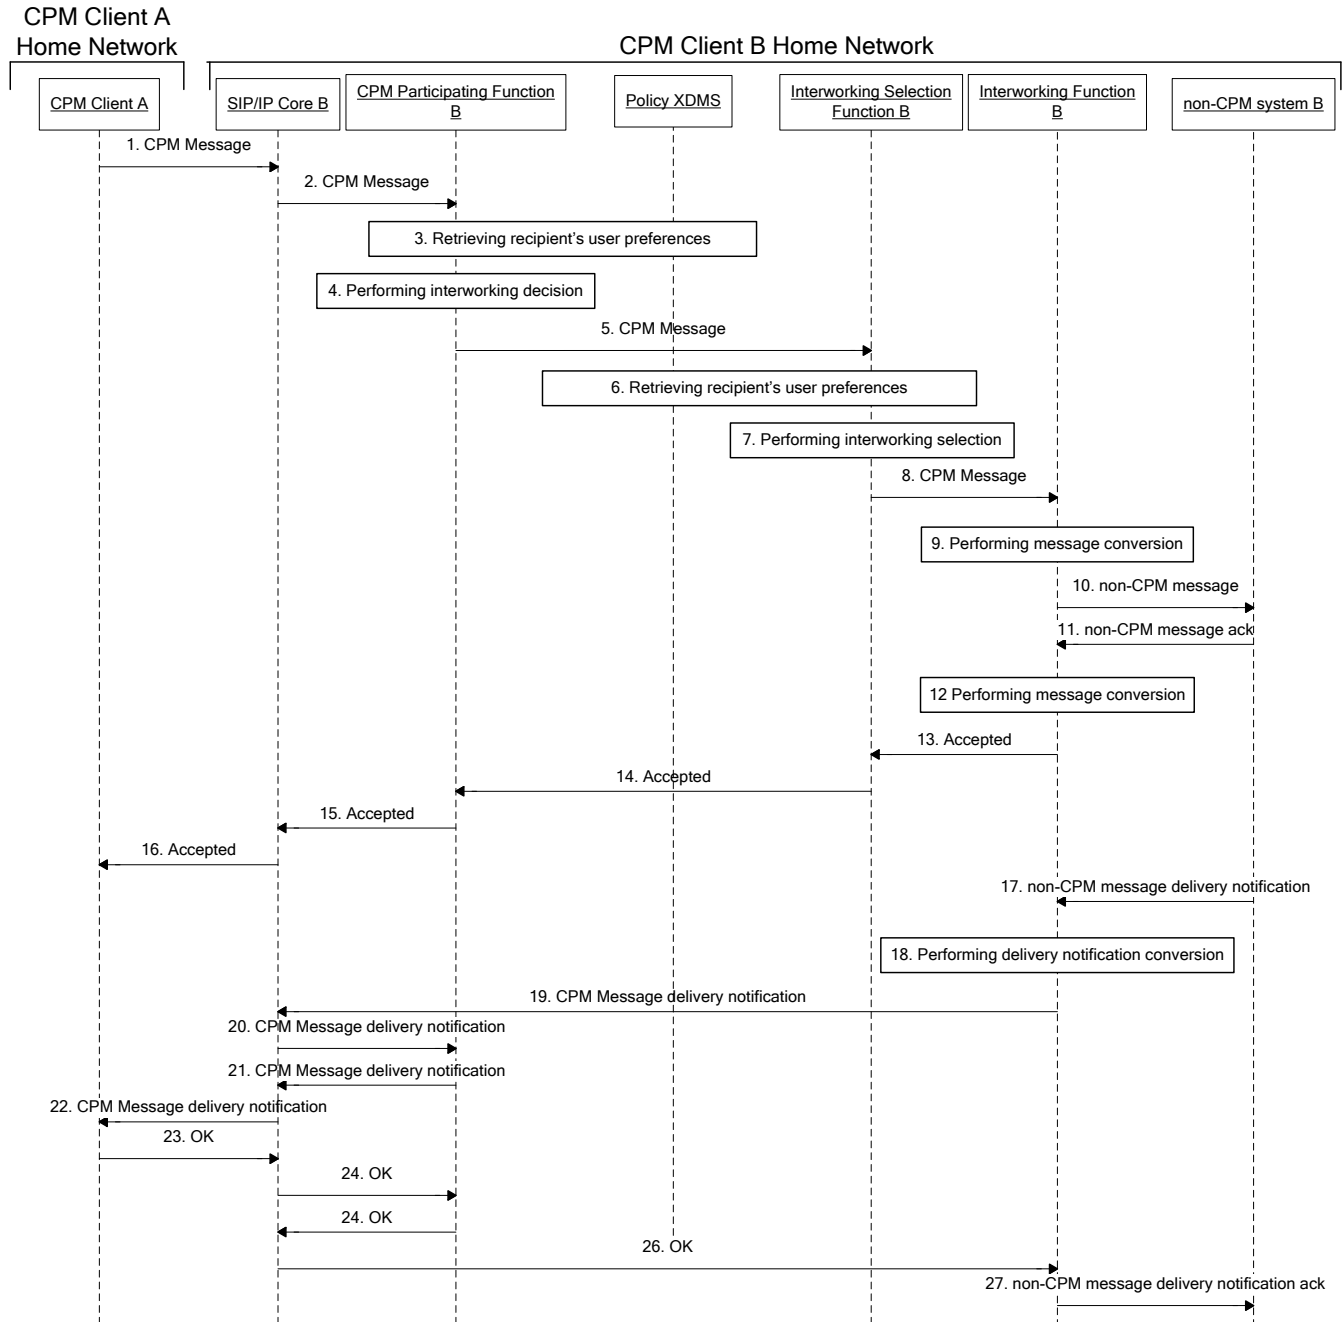 CPM Client A
Home Network
CPM Client B Home Network
CPM Client A
SIP/IP Core B
CPM Participating Function
B
Policy XDMS
Interworking Selection
Function B
Interworking Function
B
non-CPM system B
1. CPM Message
2. CPM Message
3. Retrieving recipient's user preferences
4. Performing interworking decision
5. CPM Message
6. Retrieving recipient's user preferences
7. Performing interworking selection
8. CPM Message
9. Performing message conversion
10. non-CPM message
11. non-CPM message ack
12 Performing message conversion
13. Accepted
14. Accepted
15. Accepted
16. Accepted
17. non-CPM message delivery notification
18. Performing delivery notification conversion
19. CPM Message delivery notification
20. CPM Message delivery notification
21. CPM Message delivery notification
22. CPM Message delivery notification
23. OK
24. OK
24. OK
26. OK
27. non-CPM message delivery notification ack